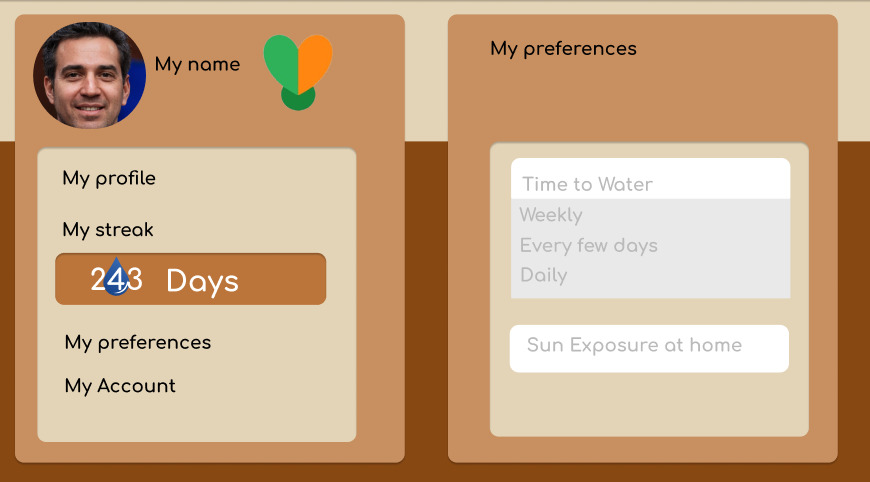 My name
My profile
My streak
243 Days
My preferences
My Account
My preferences
Time to Water
Weekly
Every few days
Daily
Sun Exposure at home